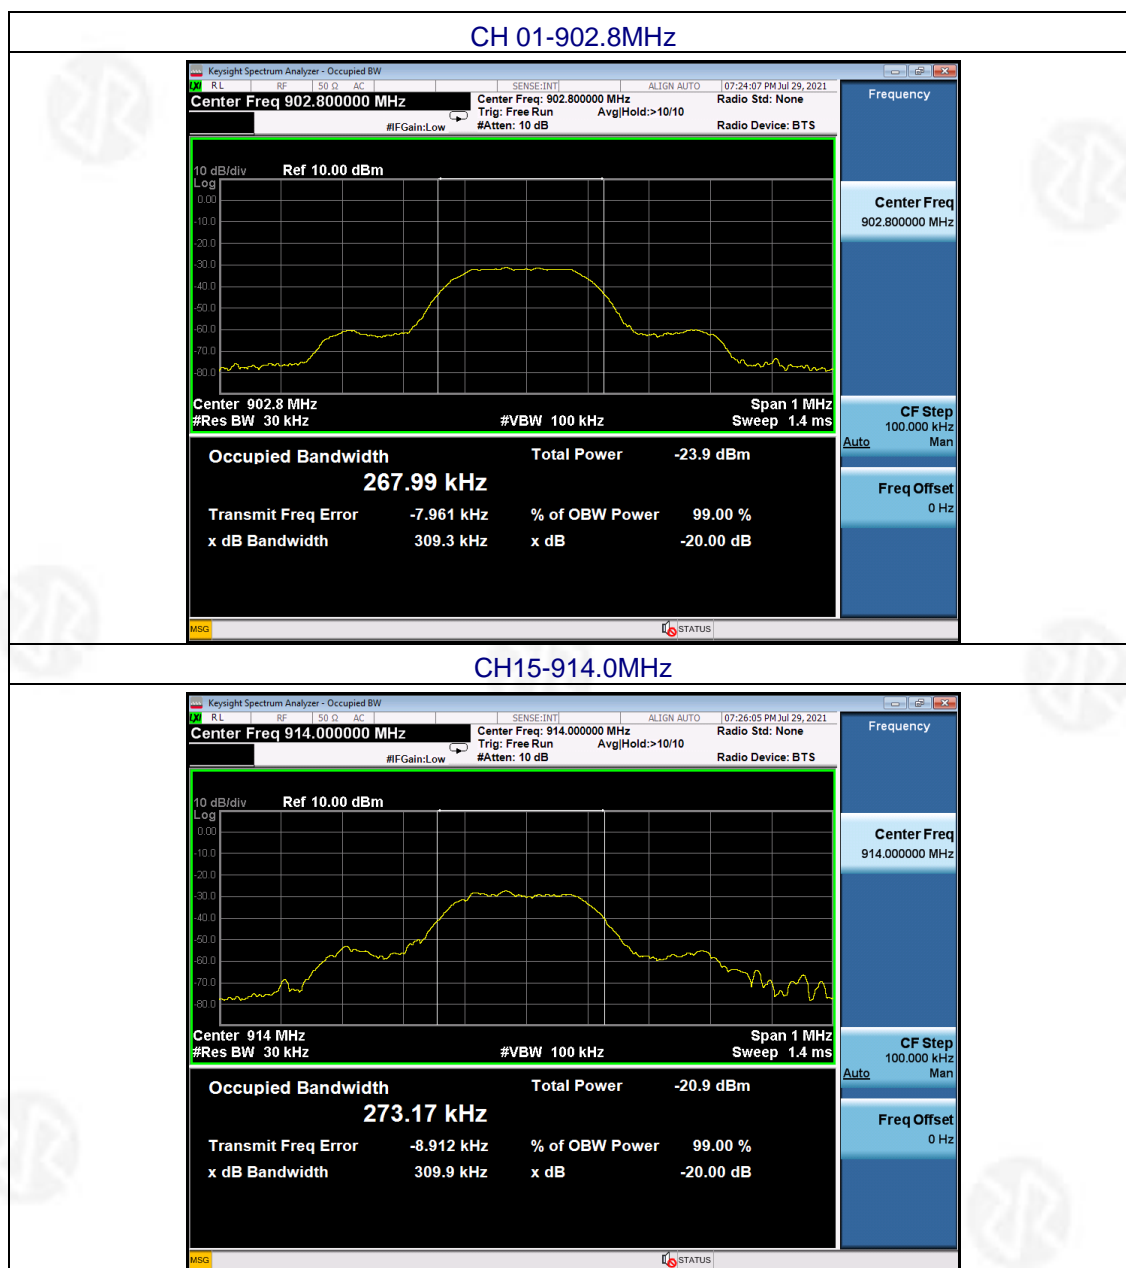 CH 01-902.8MHz
Keysight Spectrum Analyzer - Occupied BW
LXI RL RF 50 Ω AC SENSE:INT ALIGN AUTO 07:24:07 PM Jul 29, 2021
Center Freq 902.800000 MHz Center Freq: 902.800000 MHz Radio Std: None Frequency
Trig: Free Run Avg|Hold:>10/10
#IFGain:Low #Atten: 10 dB Radio Device: BTS
10 dB/div Ref 10.00 dBm
Log
0.00
-10.0
-20.0
-30.0
-40.0
-50.0
-60.0
-70.0
-80.0
Center Freq
902.800000 MHz
Center 902.8 MHz Span 1 MHz
#Res BW 30 kHz #VBW 100 kHz Sweep 1.4 ms
CF Step
100.000 kHz
Auto Man
Occupied Bandwidth Total Power -23.9 dBm
267.99 kHz
Transmit Freq Error -7.961 kHz % of OBW Power 99.00 %
x dB Bandwidth 309.3 kHz x dB -20.00 dB
Freq Offset
0 Hz
MSG STATUS
CH15-914.0MHz
Keysight Spectrum Analyzer - Occupied BW
LXI RL RF 50 Ω AC SENSE:INT ALIGN AUTO 07:26:05 PM Jul 29, 2021
Center Freq 914.000000 MHz Center Freq: 914.000000 MHz Radio Std: None Frequency
Trig: Free Run Avg|Hold:>10/10
#IFGain:Low #Atten: 10 dB Radio Device: BTS
10 dB/div Ref 10.00 dBm
Log
0.00
-10.0
-20.0
-30.0
-40.0
-50.0
-60.0
-70.0
-80.0
Center Freq
914.000000 MHz
Center 914 MHz Span 1 MHz
#Res BW 30 kHz #VBW 100 kHz Sweep 1.4 ms
CF Step
100.000 kHz
Auto Man
Occupied Bandwidth Total Power -20.9 dBm
273.17 kHz
Transmit Freq Error -8.912 kHz % of OBW Power 99.00 %
x dB Bandwidth 309.9 kHz x dB -20.00 dB
Freq Offset
0 Hz
MSG STATUS